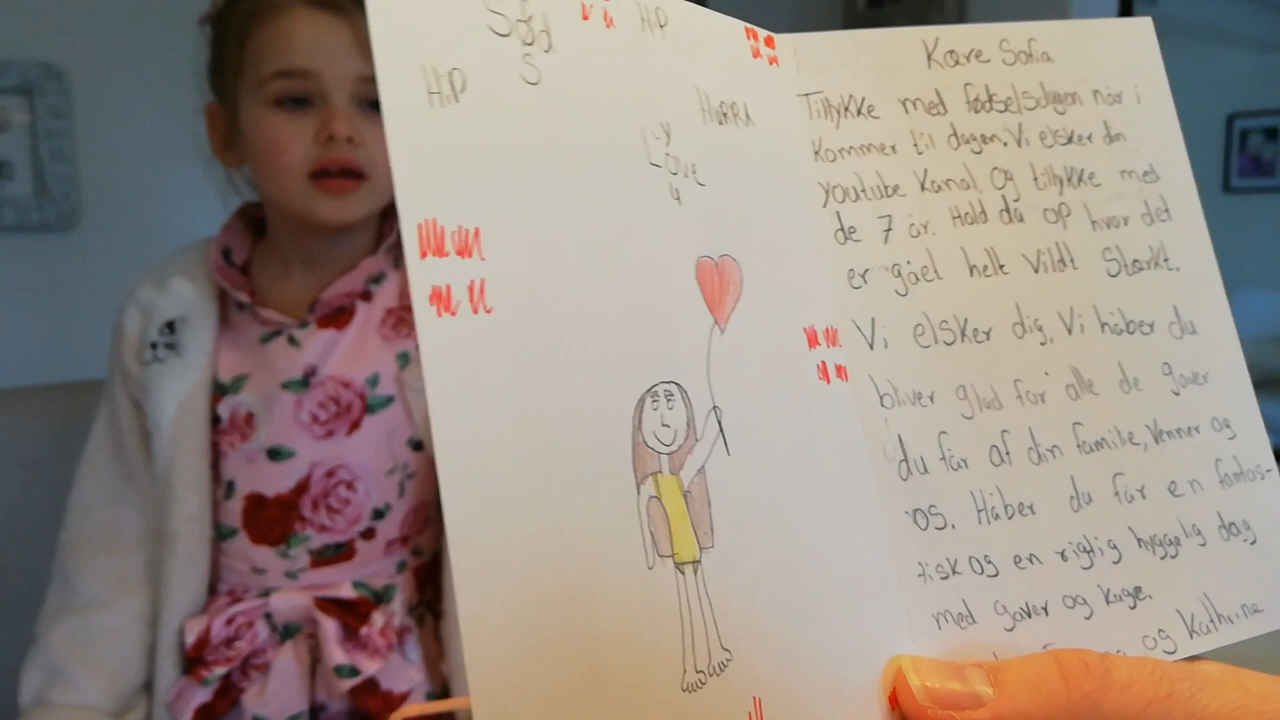 Sød
S
HiP
HiP
HURRA
Ly
Love
u
Kære Sofia
Tillykke med fødselsdagen når i
kommer til dagen. Vi elsker din
youtube Kanal. Og tillykke med
de 7 år. Hold da op hvor det
er gået helt Vildt Stærkt.
Vi elsker dig. Vi håber du
bliver glad for alle de gaver
du får af din familie, Venner og
os. Håber du får en fantas-
tisk og en rigtig hyggelig dag
med gaver og kage.
og Kathrine